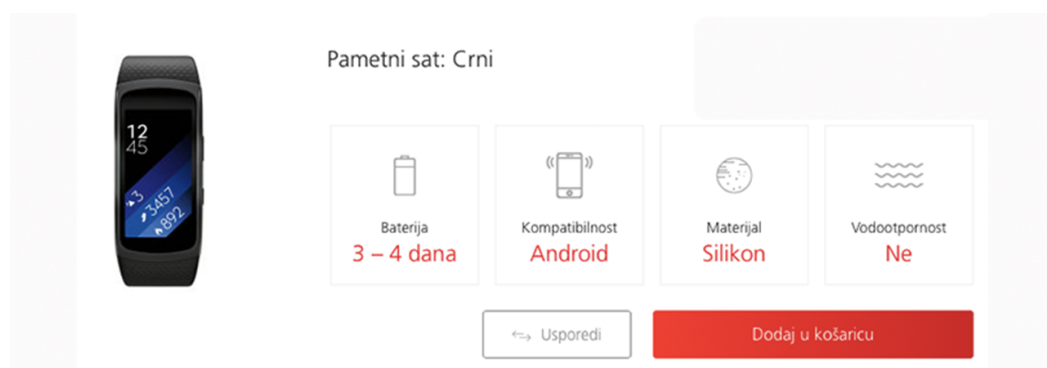 Pametni sat: Crni
12
45
3
3457
892
Baterija
3 – 4 dana
Kompatibilnost
Android
Materijal
Silikon
Vodootpornost
Ne
Usporedi
Dodaj u košaricu